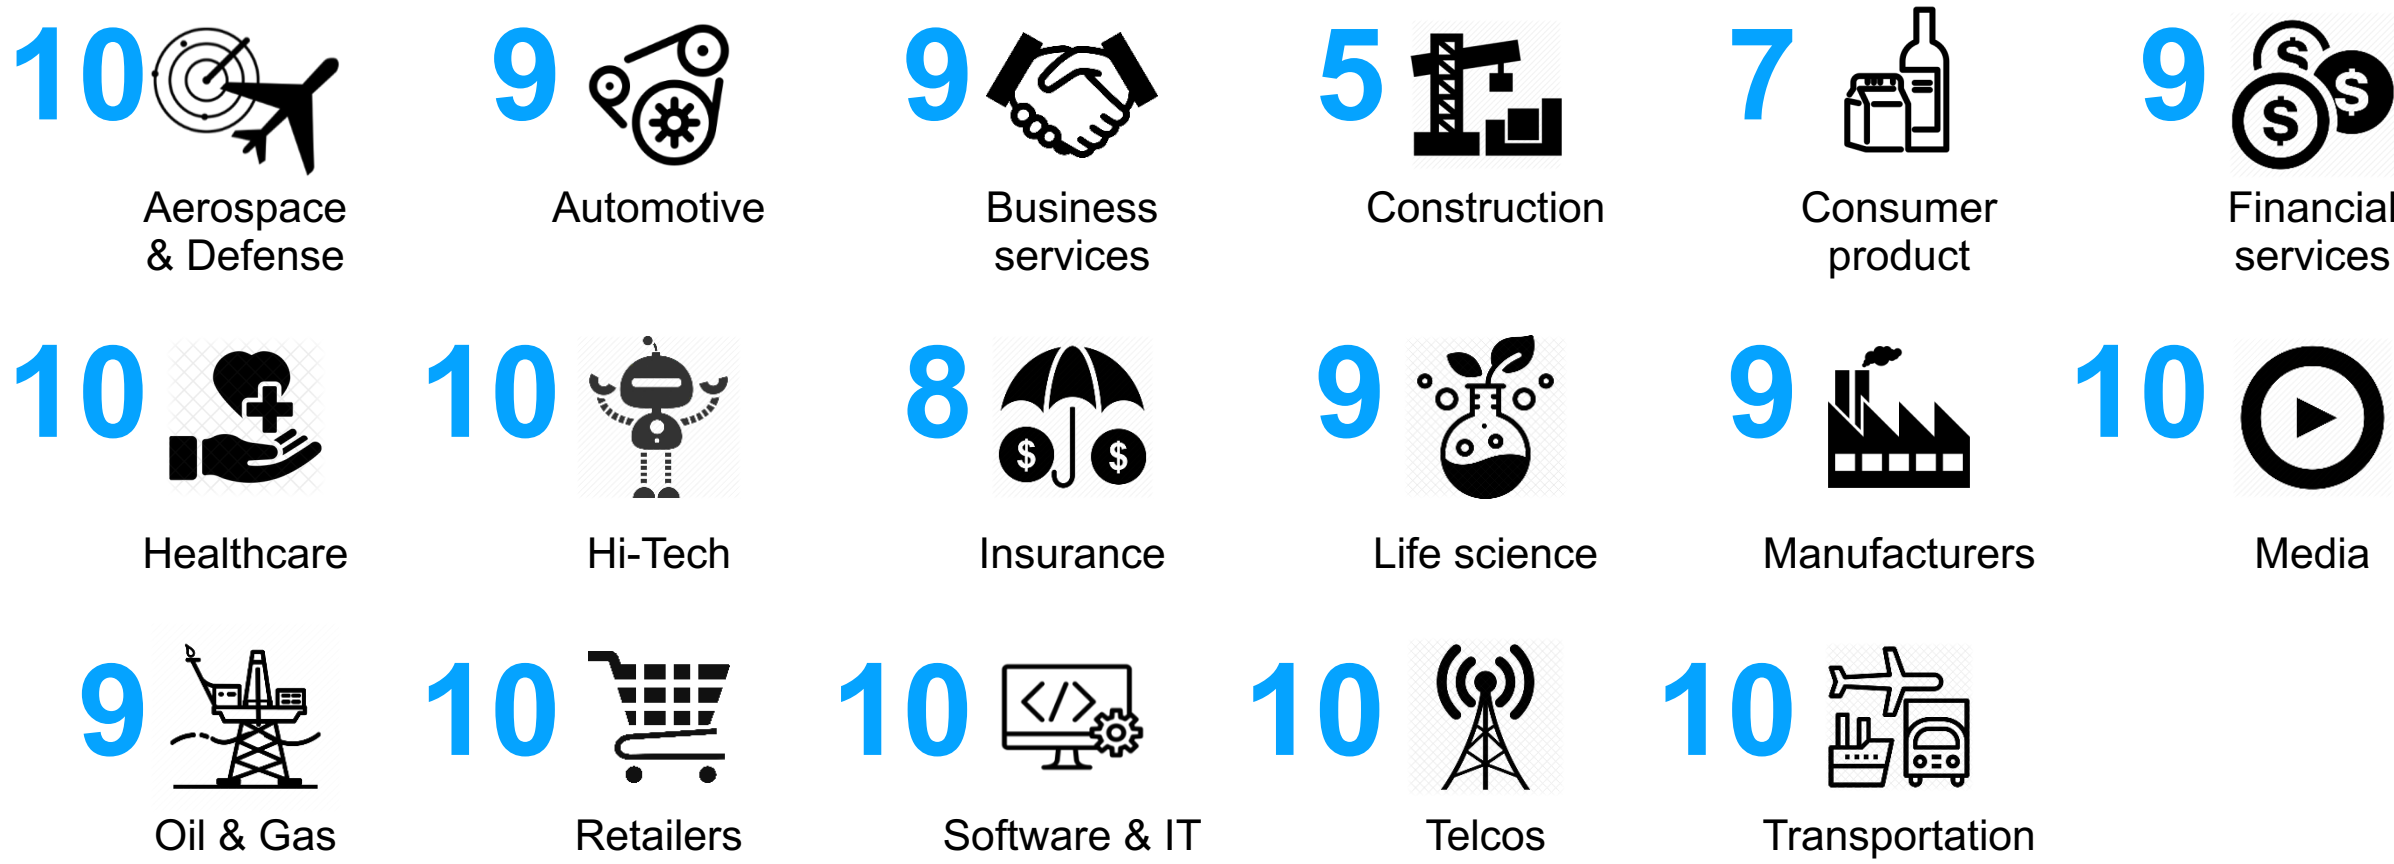 10 9 9 5 7 9
Aerospace
& Defense
Automotive
Business
services
Construction
Consumer
product
Financial
services
$ $ $
10 10 8 9 9 10
$ $
Healthcare
Hi-Tech
Insurance
Life science
Manufacturers
Media
9 10 10 10 10
</>
Oil & Gas
Retailers
Software & IT
Telcos
Transportation